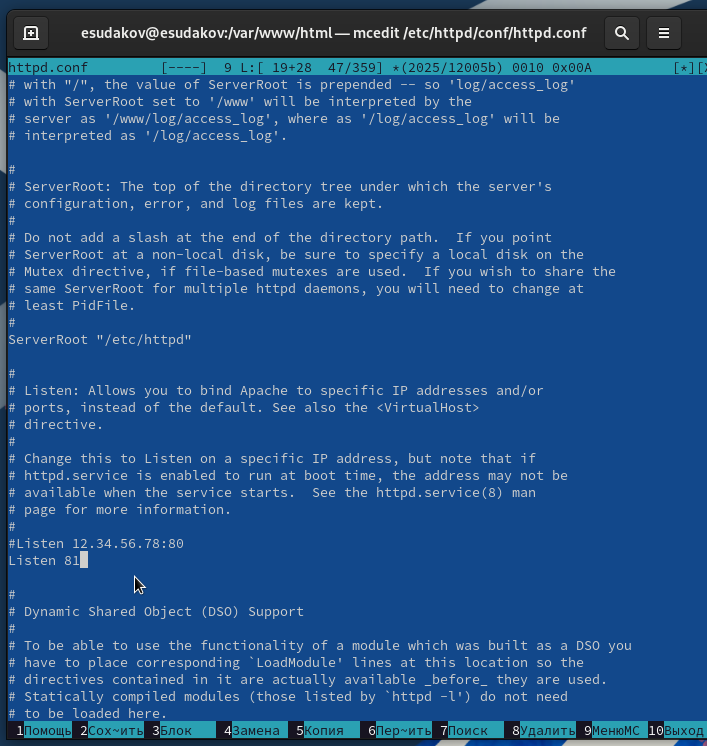 esudakov@esudakov:/var/www/html — mcedit /etc/httpd/conf/httpd.conf
httpd.conf [----] 9 L:[ 19+28 47/359] *(2025/12005b) 0010 0x00A [*][X
# with "/", the value of ServerRoot is prepended -- so 'log/access_log'
# with ServerRoot set to '/www' will be interpreted by the
# server as '/www/log/access_log', where as '/log/access_log' will be
# interpreted as '/log/access_log'.
#
# ServerRoot: The top of the directory tree under which the server's
# configuration, error, and log files are kept.
#
# Do not add a slash at the end of the directory path.  If you point
# ServerRoot at a non-local disk, be sure to specify a local disk on the
# Mutex directive, if file-based mutexes are used.  If you wish to share the
# same ServerRoot for multiple httpd daemons, you will need to change at
# least PidFile.
#
ServerRoot "/etc/httpd"
#
# Listen: Allows you to bind Apache to specific IP addresses and/or
# ports, instead of the default. See also the <VirtualHost>
# directive.
#
# Change this to Listen on a specific IP address, but note that if
# httpd.service is enabled to run at boot time, the address may not be
# available when the service starts.  See the httpd.service(8) man
# page for more information.
#
#Listen 12.34.56.78:80
Listen 81
#
# Dynamic Shared Object (DSO) Support
#
# To be able to use the functionality of a module which was built as a DSO you
# have to place corresponding `LoadModule' lines at this location so the
# directives contained in it are actually available _before_ they are used.
# Statically compiled modules (those listed by `httpd -l') do not need
# to be loaded here.
1Помощь 2Сох~ить 3Блок 4Замена 5Копия 6Пер~ить 7Поиск 8Удалить 9МенюMC 10Выход